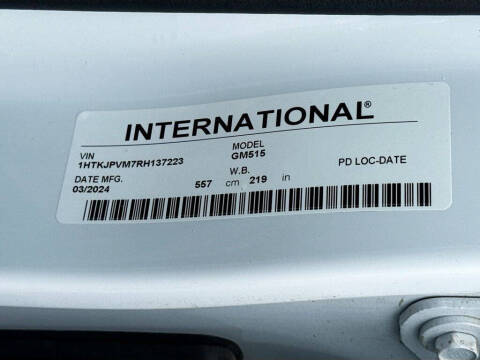 INTERNATIONAL®
VIN MODEL
1HTKJPVM7RH137223 GM515
DATE MFG. W.B. PD LOC-DATE
03/2024 557 cm 219 in